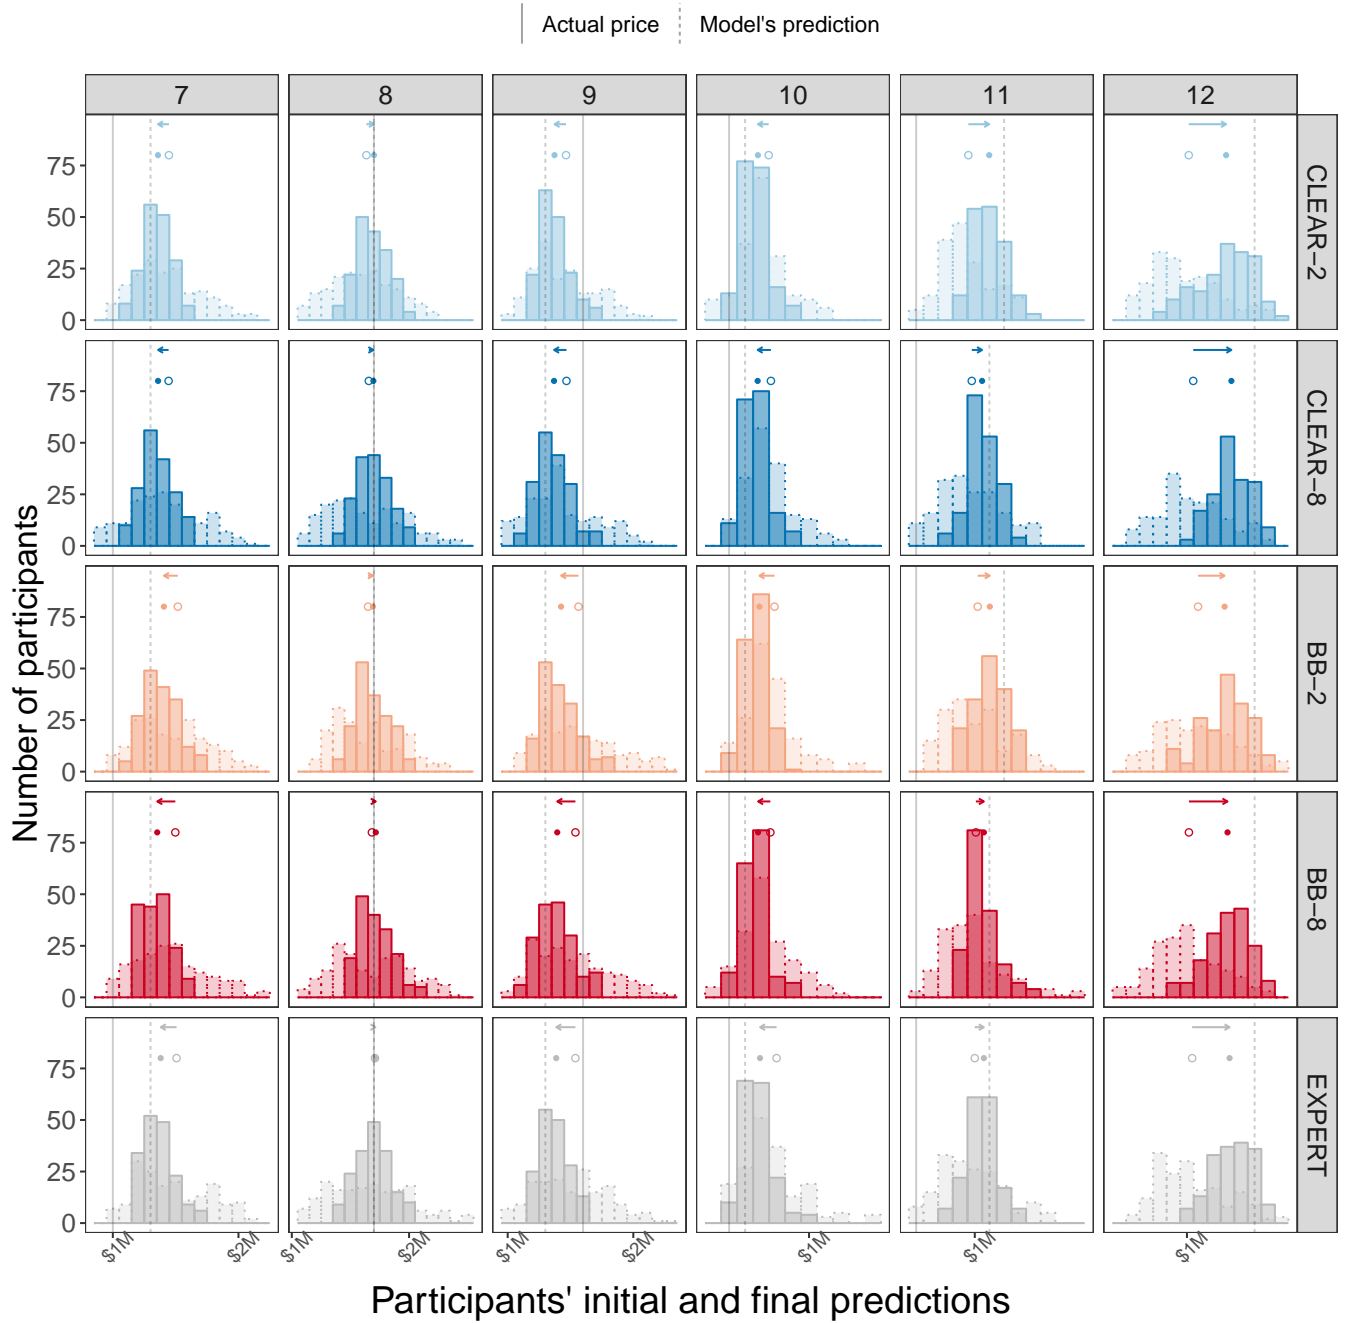 Actual price Model's prediction
7 8 9 10 11 12
75
50
25
0
CLEAR−2
75
50
25
0
CLEAR−8
75
50
25
0
BB−2
75
50
25
0
BB−8
75
50
25
0
EXPERT
$1M $2M $1M $2M $1M $2M $1M $1M $1M
Number of participants
Participants' initial and final predictions